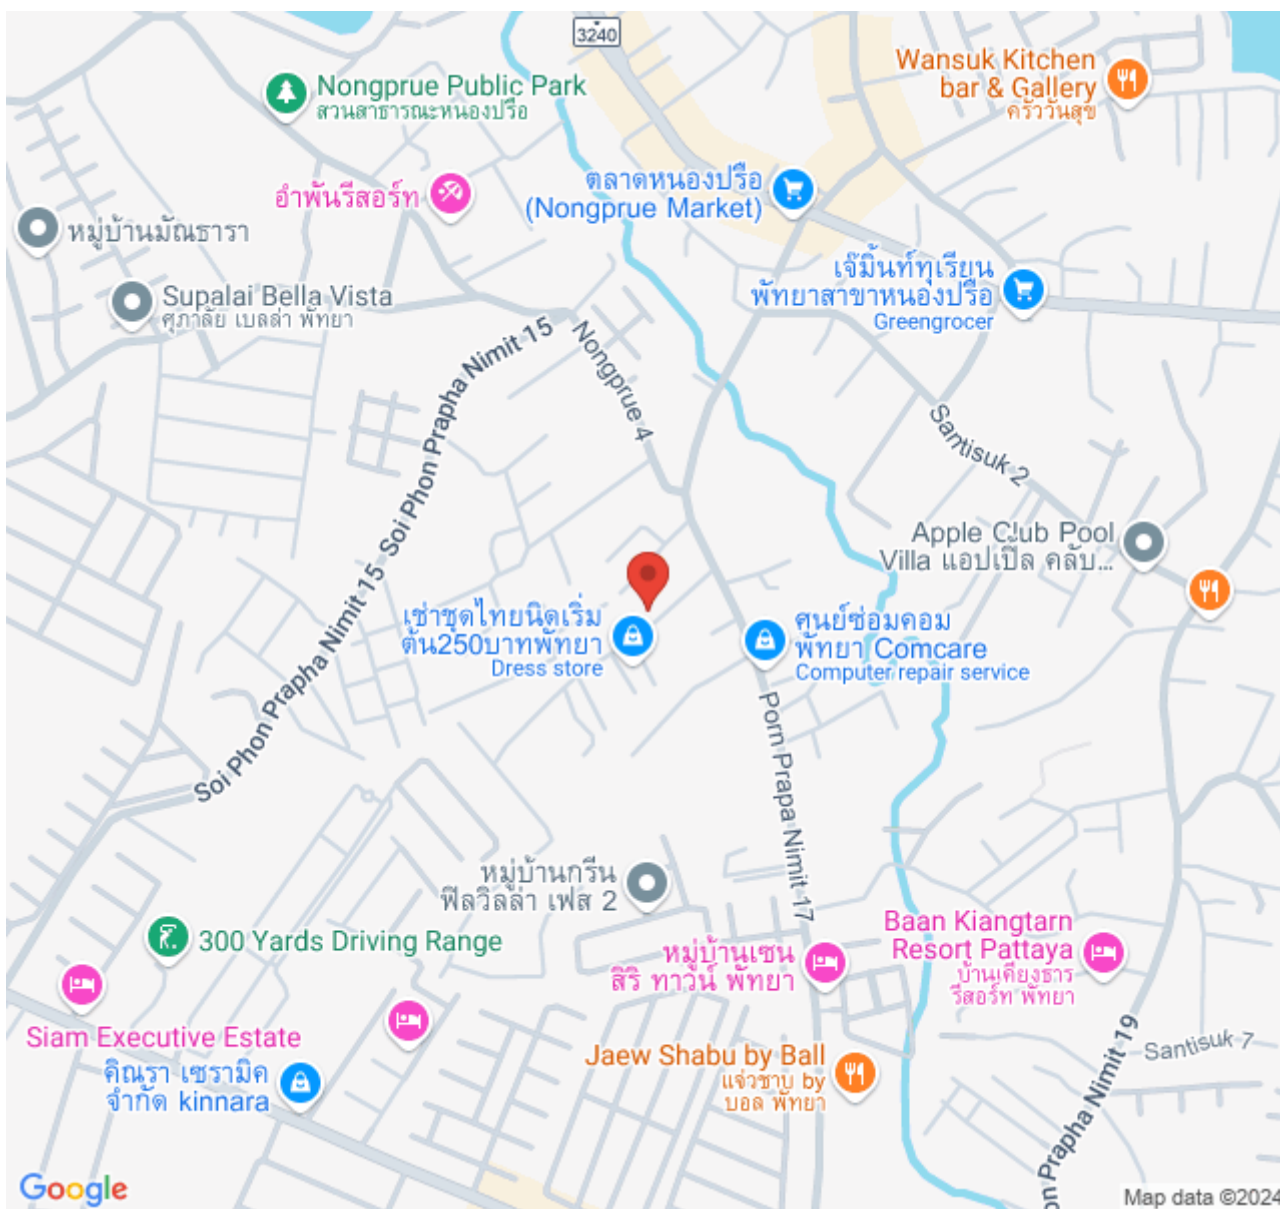 3240
Wansuk Kitchen
bar & Gallery
ครัววันสุข
Nongprue Public Park
สวนสาธารณะหนองปรือ
อำพันรีสอร์ท
ตลาดหนองปรือ
(Nongprue Market)
หมู่บ้านมัณธารา
เจ๊มิ้นท์ทุเรียน
พัทยาสาขาหนองปรือ
Greengrocer
Supalai Bella Vista
ศุภาลัย เบลล่า พัทยา
Soi Phon Prapha Nimit 15
Nongprue 4
Santisuk 2
Apple Club Pool
Villa แอปเปิ้ล คลับ...
เช่าชุดไทยนิดเริ่ม
ต้น250บาทพัทยา
Dress store
ศูนย์ซ่อมคอม
พัทยา Comcare
Computer repair service
Soi Phon Prapha Nimit 15
Porn Prapa Nimit 17
หมู่บ้านกรีน
ฟิลวิลล่า เฟส 2
300 Yards Driving Range
Baan Kiangtarn
Resort Pattaya
บ้านเคียงธาร
รีสอร์ท พัทยา
หมู่บ้านเซน
สิริ ทาวน์ พัทยา
Siam Executive Estate
Jaew Shabu by Ball
แจ่วชาบู by
บอล พัทยา
คิณรา เซรามิค
จำกัด kinnara
Santisuk 7
on Prapha Nimit 19
Google
Map data ©2024